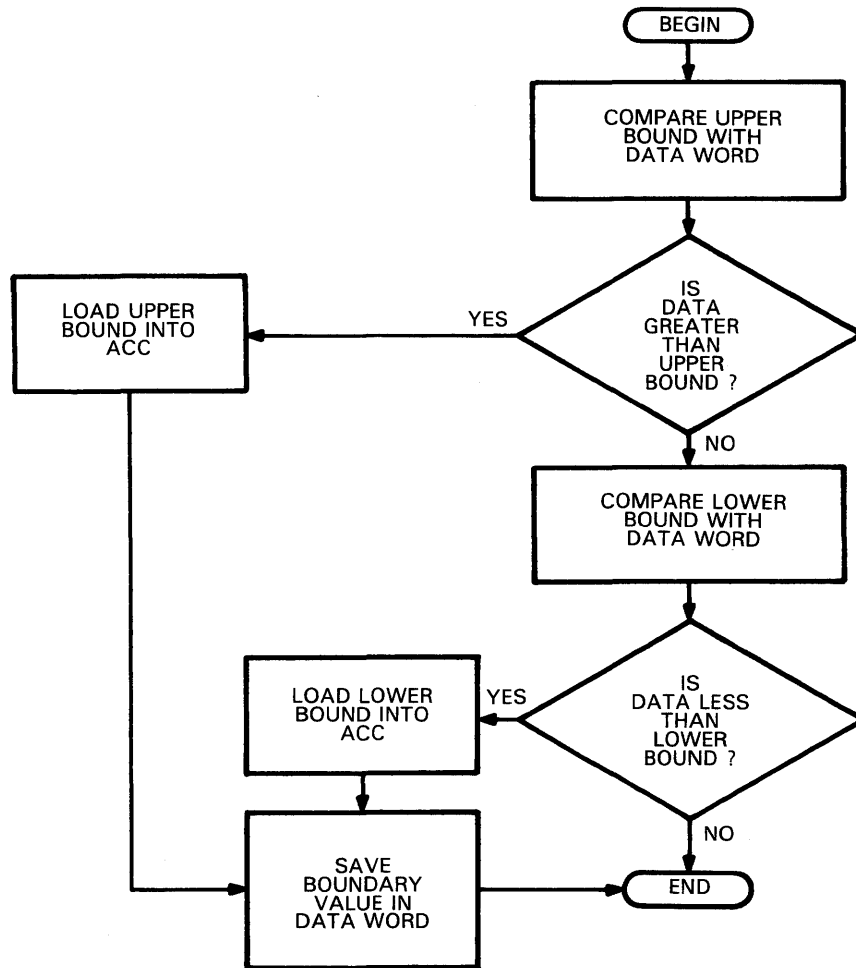 BEGIN
COMPARE UPPER
BOUND WITH
DATA WORD
IS
DATA
GREATER
THAN
UPPER
BOUND ?
YES
LOAD UPPER
BOUND INTO
ACC
NO
COMPARE LOWER
BOUND WITH
DATA WORD
IS
DATA LESS
THAN
LOWER
BOUND ?
YES
LOAD LOWER
BOUND INTO
ACC
NO
SAVE
BOUNDARY
VALUE IN
DATA WORD
END